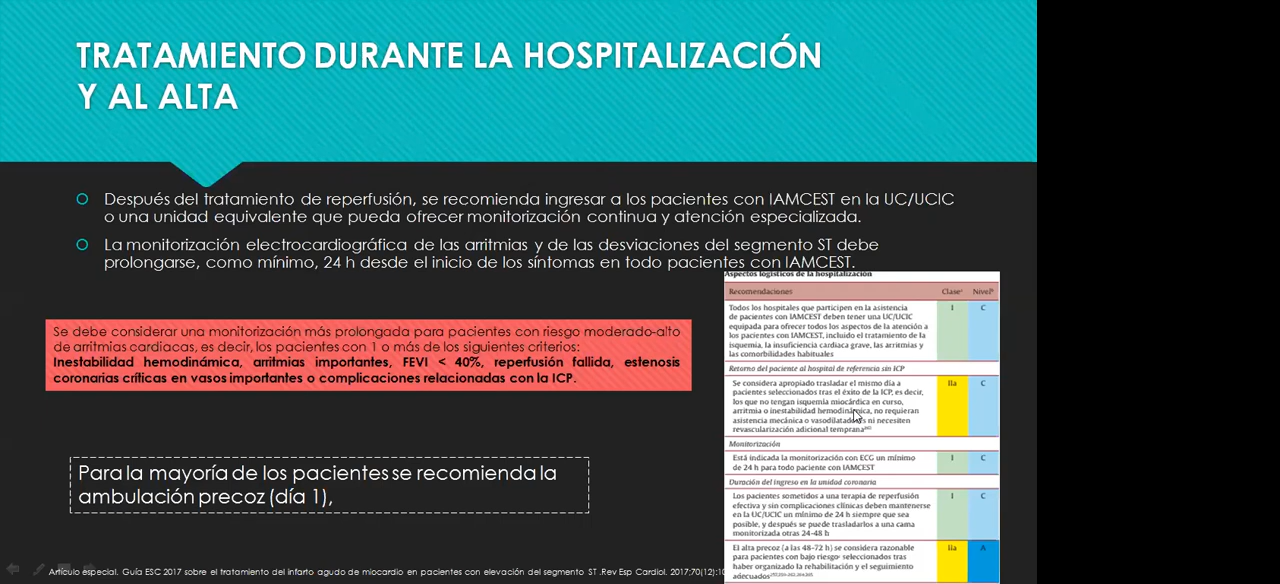 TRATAMIENTO DURANTE LA HOSPITALIZACIÓN
Y AL ALTA
Después del tratamiento de reperfusión, se recomienda ingresar a los pacientes con IAMCEST en la UC/UCIC
o una unidad equivalente que pueda ofrecer monitorización continua y atención especializada.
La monitorización electrocardiográfica de las arritmias y de las desviaciones del segmento ST debe
prolongarse, como mínimo, 24 h desde el inicio de los síntomas en todo pacientes con IAMCEST.
Se debe considerar una monitorización más prolongada para pacientes con riesgo moderado-alto
de arritmias cardiacas, es decir, los pacientes con 1 o más de los siguientes criterios:
Inestabilidad hemodinámica, arritmias importantes, FEVI < 40%, reperfusión fallida, estenosis
coronarias críticas en vasos importantes o complicaciones relacionadas con la ICP.
Para la mayoría de los pacientes se recomienda la
ambulación precoz (día 1),
Aspectos logísticos de la hospitalización
Recomendaciones Claseᵃ Nivelᵇ
Todos los hospitales que participen en la asistencia I C
de pacientes con IAMCEST deben tener una UC/UCIC
equipada para ofrecer todos los aspectos de la atención a
los pacientes con IAMCEST, incluido el tratamiento de la
isquemia, la insuficiencia cardiaca grave, las arritmias y
las comorbilidades habituales
Retorno del paciente al hospital de referencia sin ICP
Se considera apropiado trasladar el mismo día a IIa C
pacientes seleccionados tras el éxito de la ICP, es decir,
los que no tengan isquemia miocárdica en curso,
arritmia o inestabilidad hemodinámica, no requieran
asistencia mecánica o vasodilatadores ni necesiten
revascularización adicional temprana
Monitorización
Está indicada la monitorización con ECG un mínimo I C
de 24 h para todo paciente con IAMCEST
Duración del ingreso en la unidad coronaria
Los pacientes sometidos a una terapia de reperfusión I C
efectiva y sin complicaciones clínicas deben mantenerse
en la UC/UCIC un mínimo de 24 h siempre que sea
posible, y después se puede trasladarlos a una cama
monitorizada otras 24-48 h
El alta precoz (a las 48-72 h) se considera razonable IIa A
para pacientes con bajo riesgo seleccionados tras
haber organizado la rehabilitación y el seguimiento
adecuados
Artículo especial. Guía ESC 2017 sobre el tratamiento del infarto agudo de miocardio en pacientes con elevación del segmento ST .Rev Esp Cardiol. 2017;70(12):